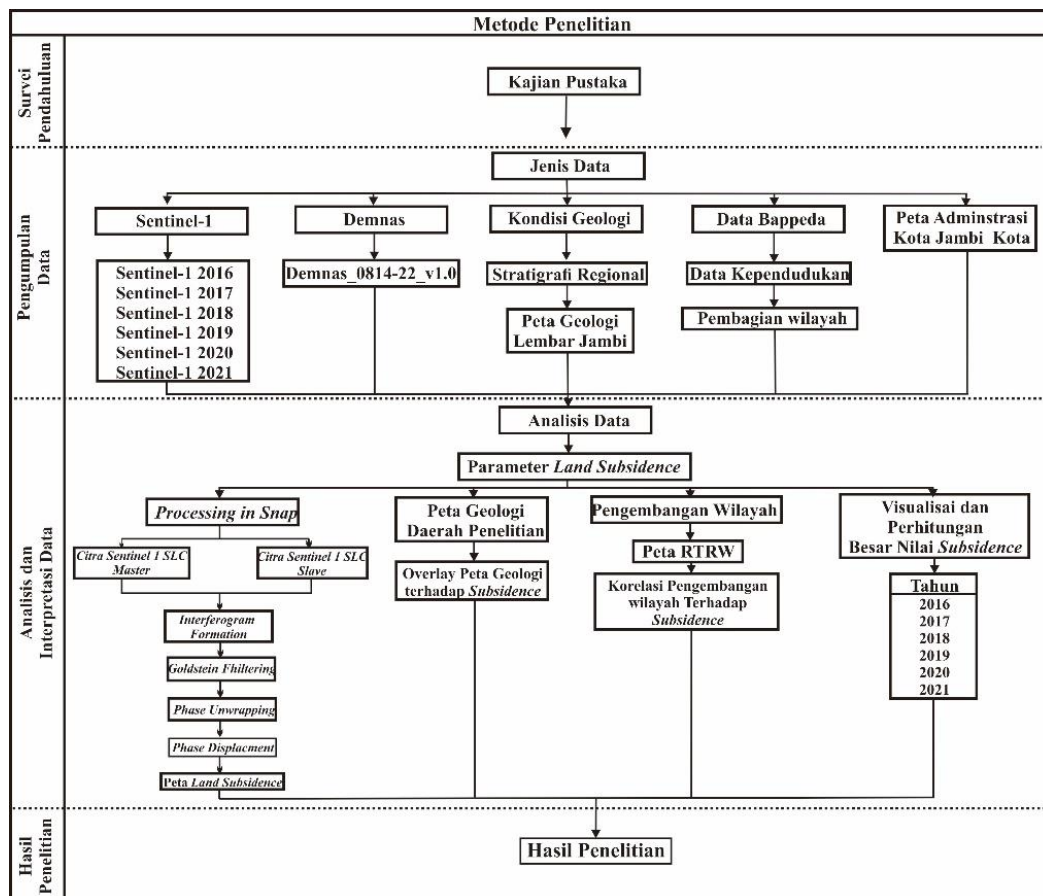 Metode Penelitian
Survei
Pendahuluan
Kajian Pustaka
Pengumpulan
Data
Jenis Data
Sentinel-1
Demnas
Kondisi Geologi
Data Bappeda
Peta Adminstrasi
Kota Jambi Kota
Sentinel-1 2016
Sentinel-1 2017
Sentinel-1 2018
Sentinel-1 2019
Sentinel-1 2020
Sentinel-1 2021
Demnas_0814-22_v1.0
Stratigrafi Regional
Peta Geologi
Lembar Jambi
Data Kependudukan
Pembagian wilayah
Analisis dan
Interpretasi Data
Analisis Data
Parameter Land Subsidence
Processing in Snap
Citra Sentinel 1 SLC
Master
Citra Sentinel 1 SLC
Slave
Interferogram
Formation
Goldstein Fhiltering
Phase Unwrapping
Phase Displacment
Peta Land Subsidence
Peta Geologi
Daerah Penelitian
Overlay Peta Geologi
terhadap Subsidence
Pengembangan Wilayah
Peta RTRW
Korelasi Pengembangan
wilayah Terhadap
Subsidence
Visualisai dan
Perhitungan
Besar Nilai Subsidence
Tahun
2016
2017
2018
2019
2020
2021
Hasil
Penelitian
Hasil Penelitian